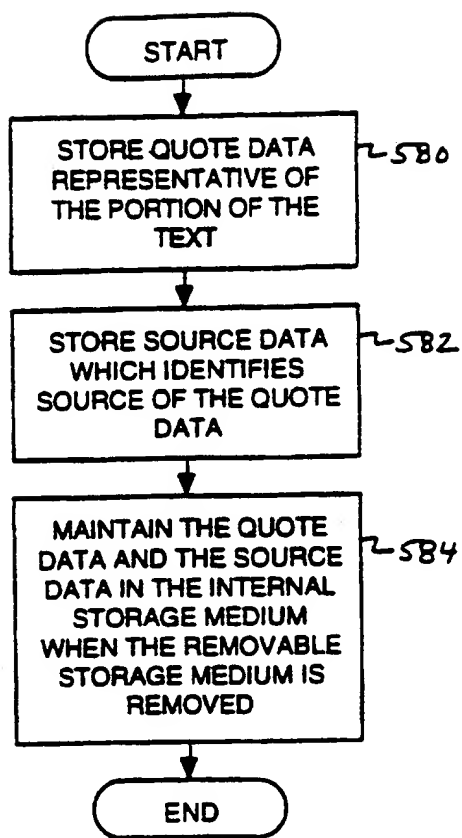 START
STORE QUOTE DATA
580
REPRESENTATIVE OF
THE PORTION OF THE
TEXT
STORE SOURCE DATA
582
WHICH IDENTIFIES
SOURCE OF THE QUOTE
DATA
MAINTAIN THE QUOTE
DATA AND THE SOURCE
584
DATA IN THE INTERNAL
STORAGE MEDIUM
WHEN THE REMOVABLE
STORAGE MEDIUM IS
REMOVED
END